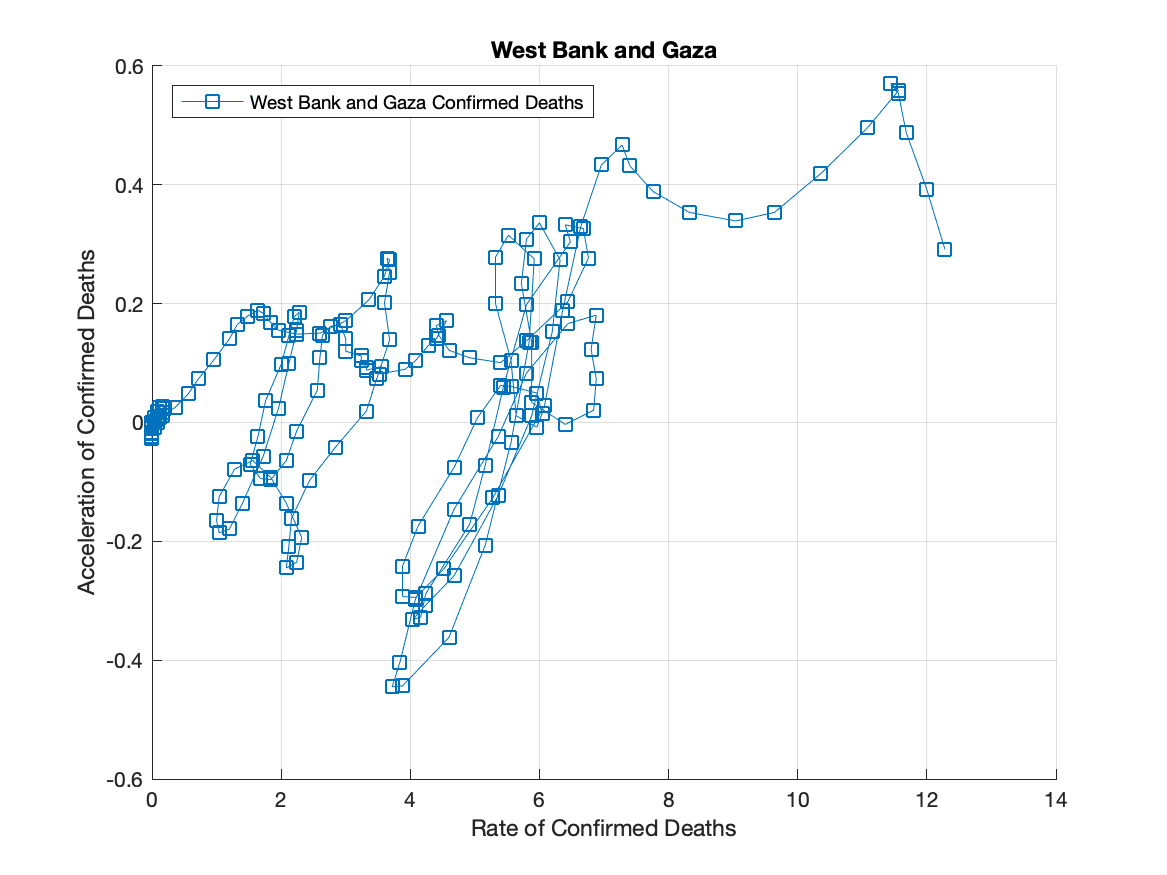 West Bank and Gaza
West Bank and Gaza Confirmed Deaths
0.6
0.4
0.2
0
-0.2
-0.4
-0.6
Acceleration of Confirmed Deaths
0 2 4 6 8 10 12 14
Rate of Confirmed Deaths